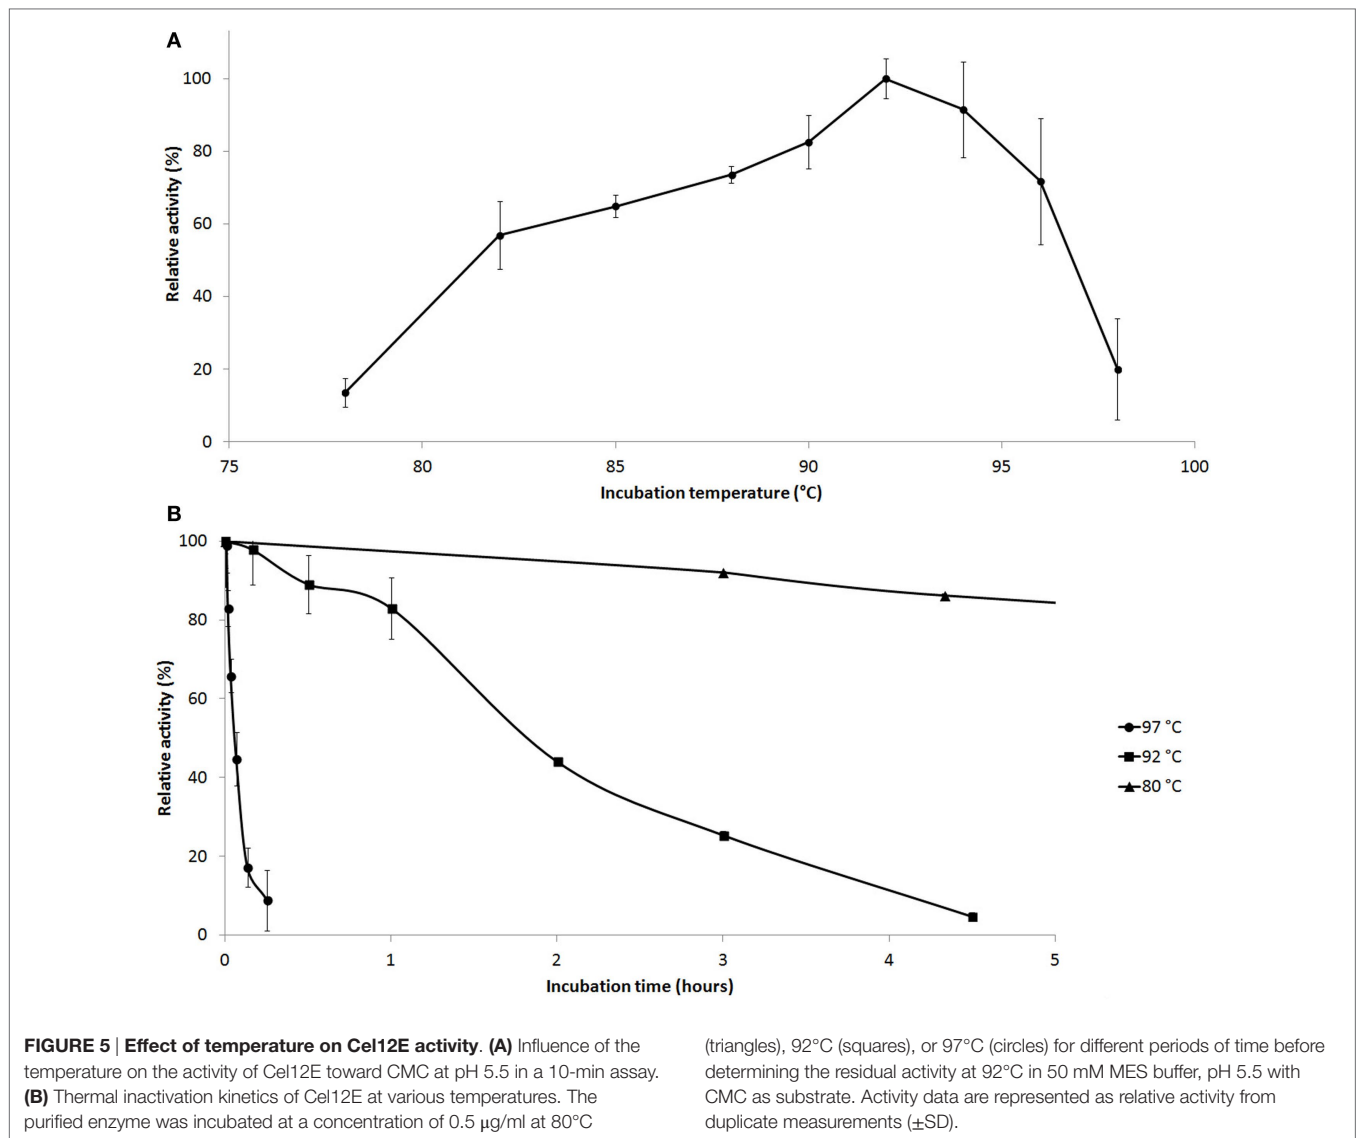 A
100
80
60
40
20
0
Relative activity (%)
75 80 85 90 95 100
Incubation temperature (°C)
B
100
80
60
40
20
0
Relative activity (%)
97 °C
92 °C
80 °C
0 1 2 3 4 5
Incubation time (hours)
FIGURE 5 | Effect of temperature on Cel12E activity. (A) Influence of the
temperature on the activity of Cel12E toward CMC at pH 5.5 in a 10-min assay.
(B) Thermal inactivation kinetics of Cel12E at various temperatures. The
purified enzyme was incubated at a concentration of 0.5 μg/ml at 80°C
(triangles), 92°C (squares), or 97°C (circles) for different periods of time before
determining the residual activity at 92°C in 50 mM MES buffer, pH 5.5 with
CMC as substrate. Activity data are represented as relative activity from
duplicate measurements (±SD).